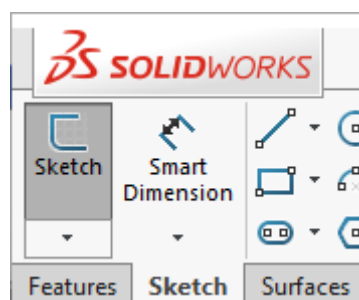 SOLIDWORKS
Sketch
Smart
Dimension
Features
Sketch
Surfaces